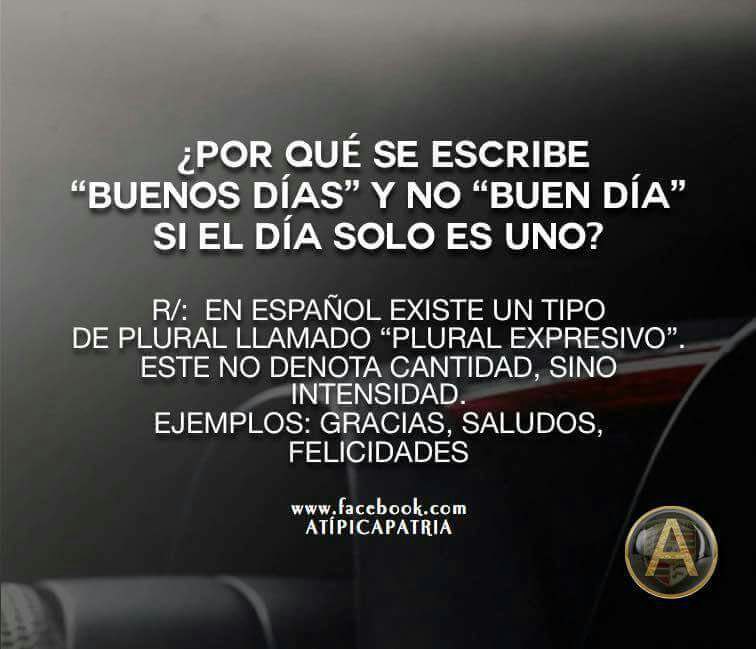 ¿POR QUÉ SE ESCRIBE
“BUENOS DÍAS” Y NO “BUEN DÍA”
SI EL DÍA SOLO ES UNO?
R/: EN ESPAÑOL EXISTE UN TIPO
DE PLURAL LLAMADO “PLURAL EXPRESIVO”.
ESTE NO DENOTA CANTIDAD, SINO
INTENSIDAD.
EJEMPLOS: GRACIAS, SALUDOS,
FELICIDADES
www.facebook.com
ATÍPICAPATRIA
A